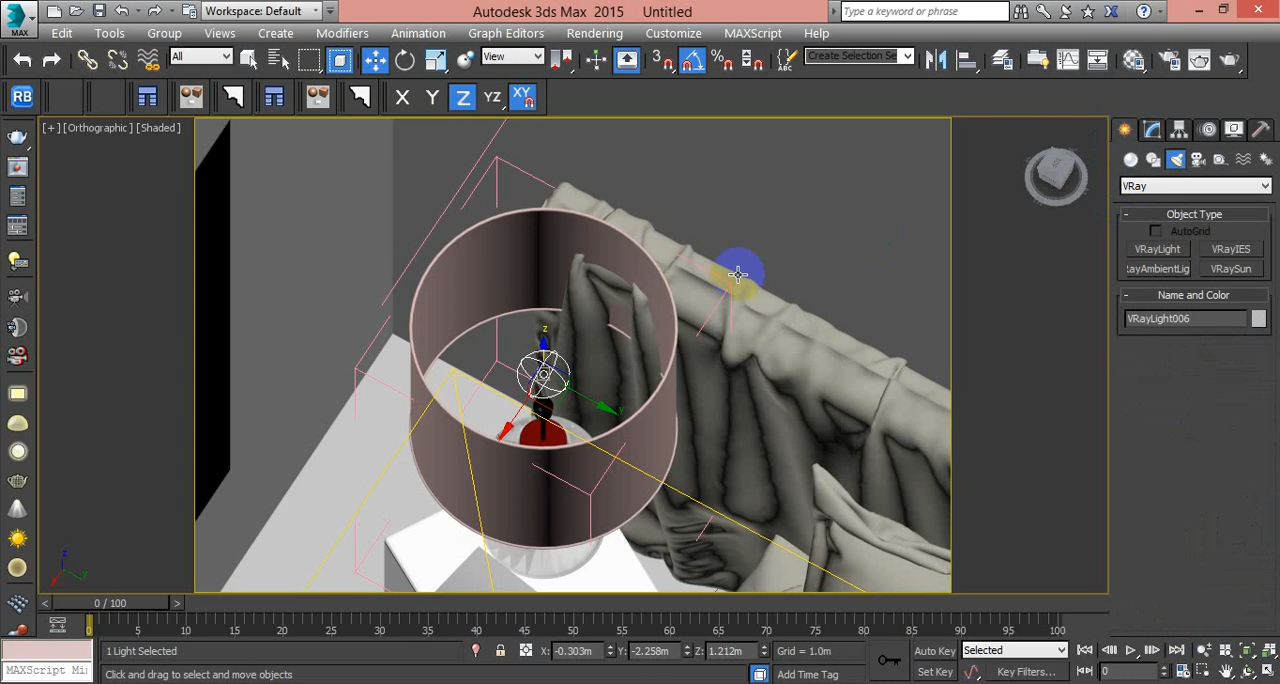 MAX
Workspace: Default
Autodesk 3ds Max 2015 Untitled
Type a keyword or phrase
Edit Tools Group Views Create Modifiers Animation Graph Editors Rendering Customize MAXScript Help
All
View
3
Create Selection Se
RB
X Y Z YZ XY
[+] [Orthographic] [Shaded]
VRay
Object Type
AutoGrid
VRayLight VRayIES
ayAmbientLig VRaySun
Name and Color
VRayLight006
z
y
z
y
0 / 100
0 5 10 15 20 25 30 35 40 45 50 55 60 65 70 75 80 85 90 95 100
1 Light Selected
X: -0.303m Y: -2.258m Z: 1.212m Grid = 1.0m
Auto Key Selected
MAXScript Mi
Click and drag to select and move objects
Add Time Tag
Set Key Key Filters... 0